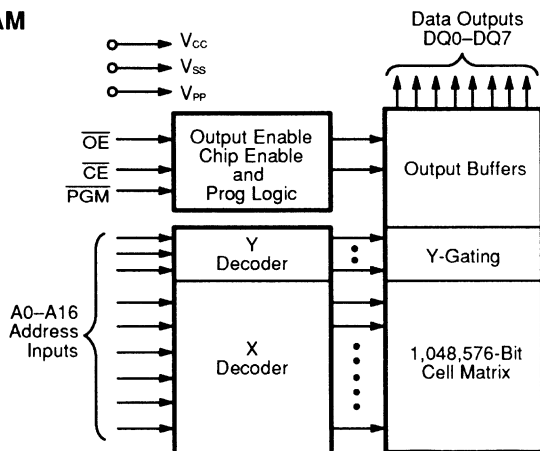 AM
Data Outputs
DQ0–DQ7
VCC
VSS
VPP
OE
CE
PGM
Output Enable
Chip Enable
and
Prog Logic
Output Buffers
Y
Decoder
Y-Gating
A0–A16
Address
Inputs
X
Decoder
1,048,576-Bit
Cell Matrix